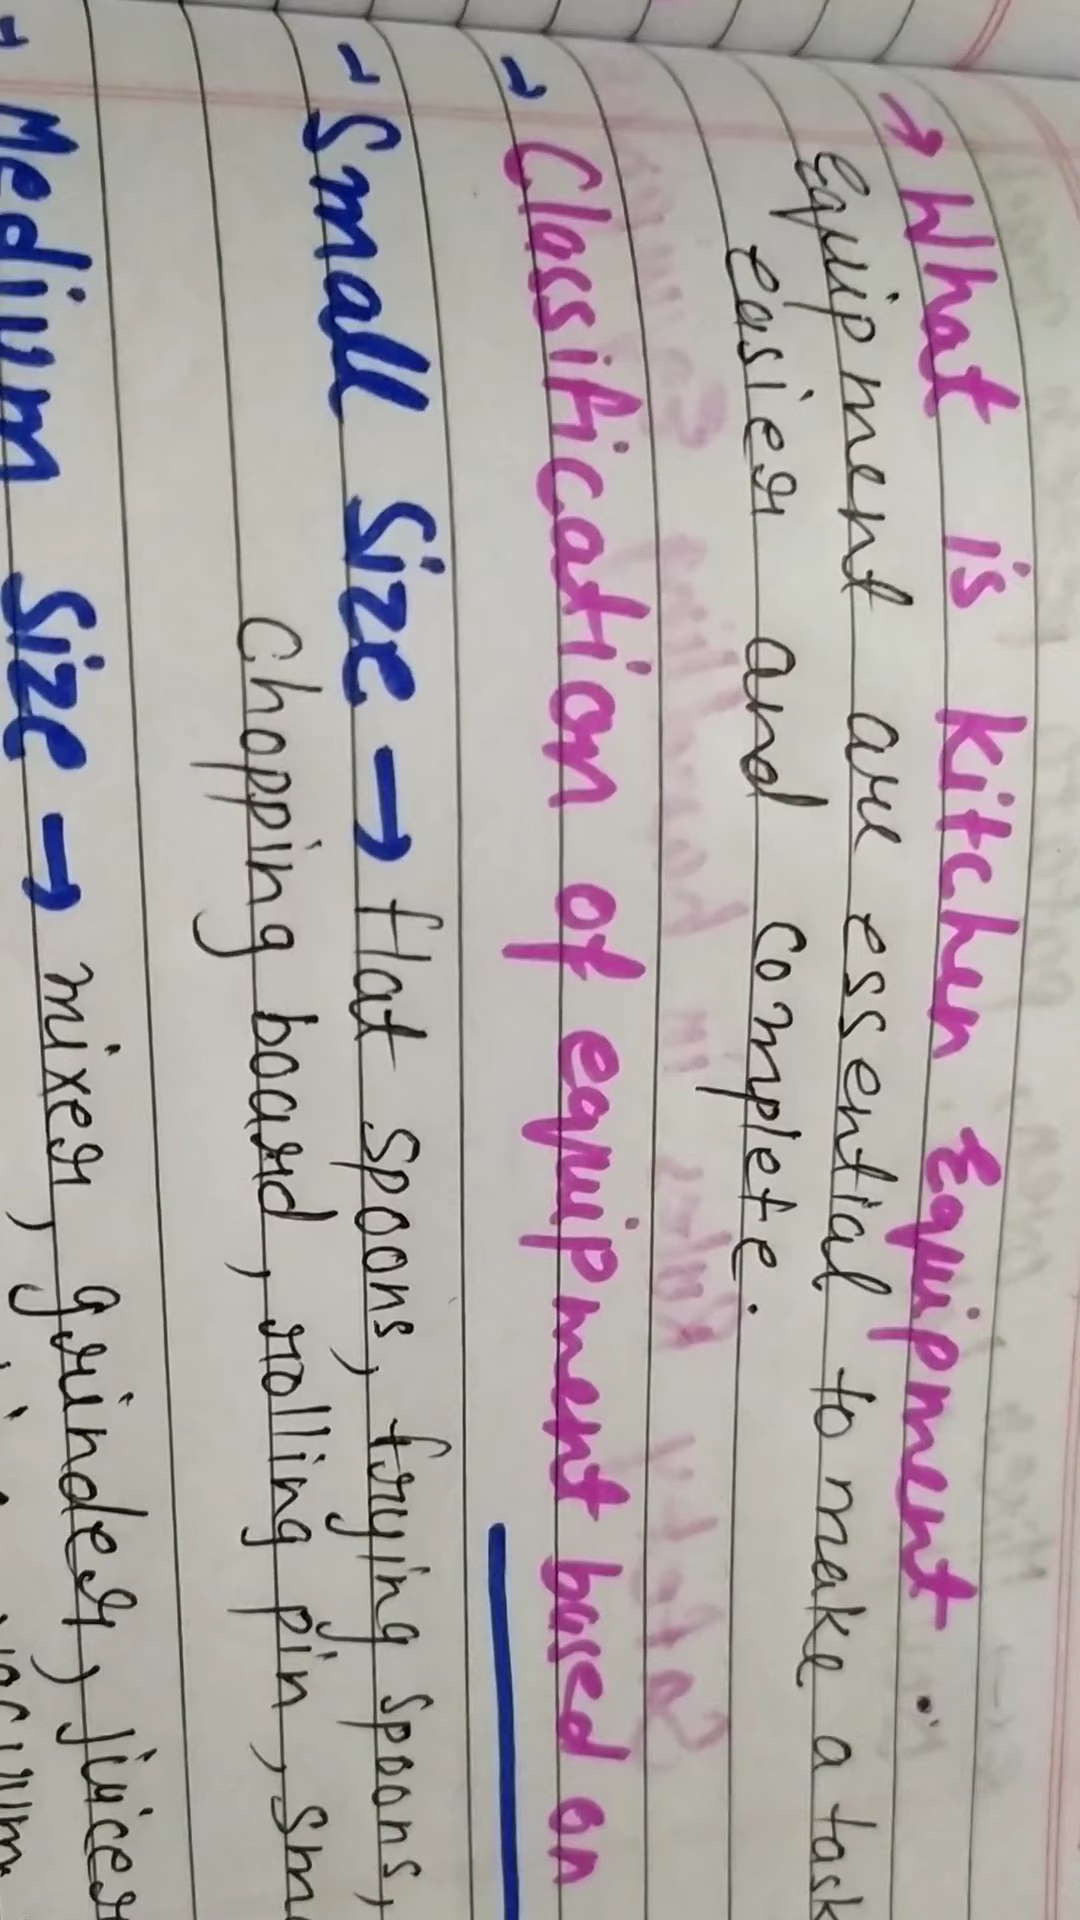 → What is kitchen Equipment.
Equipment are essential to make a task
easier and complete.
→ Classification of equipment based on
→ Small Size → flat spoons, frying spoons,
Chopping board, rolling pin, Sm
Medium Size → mixer, grinder, juicer